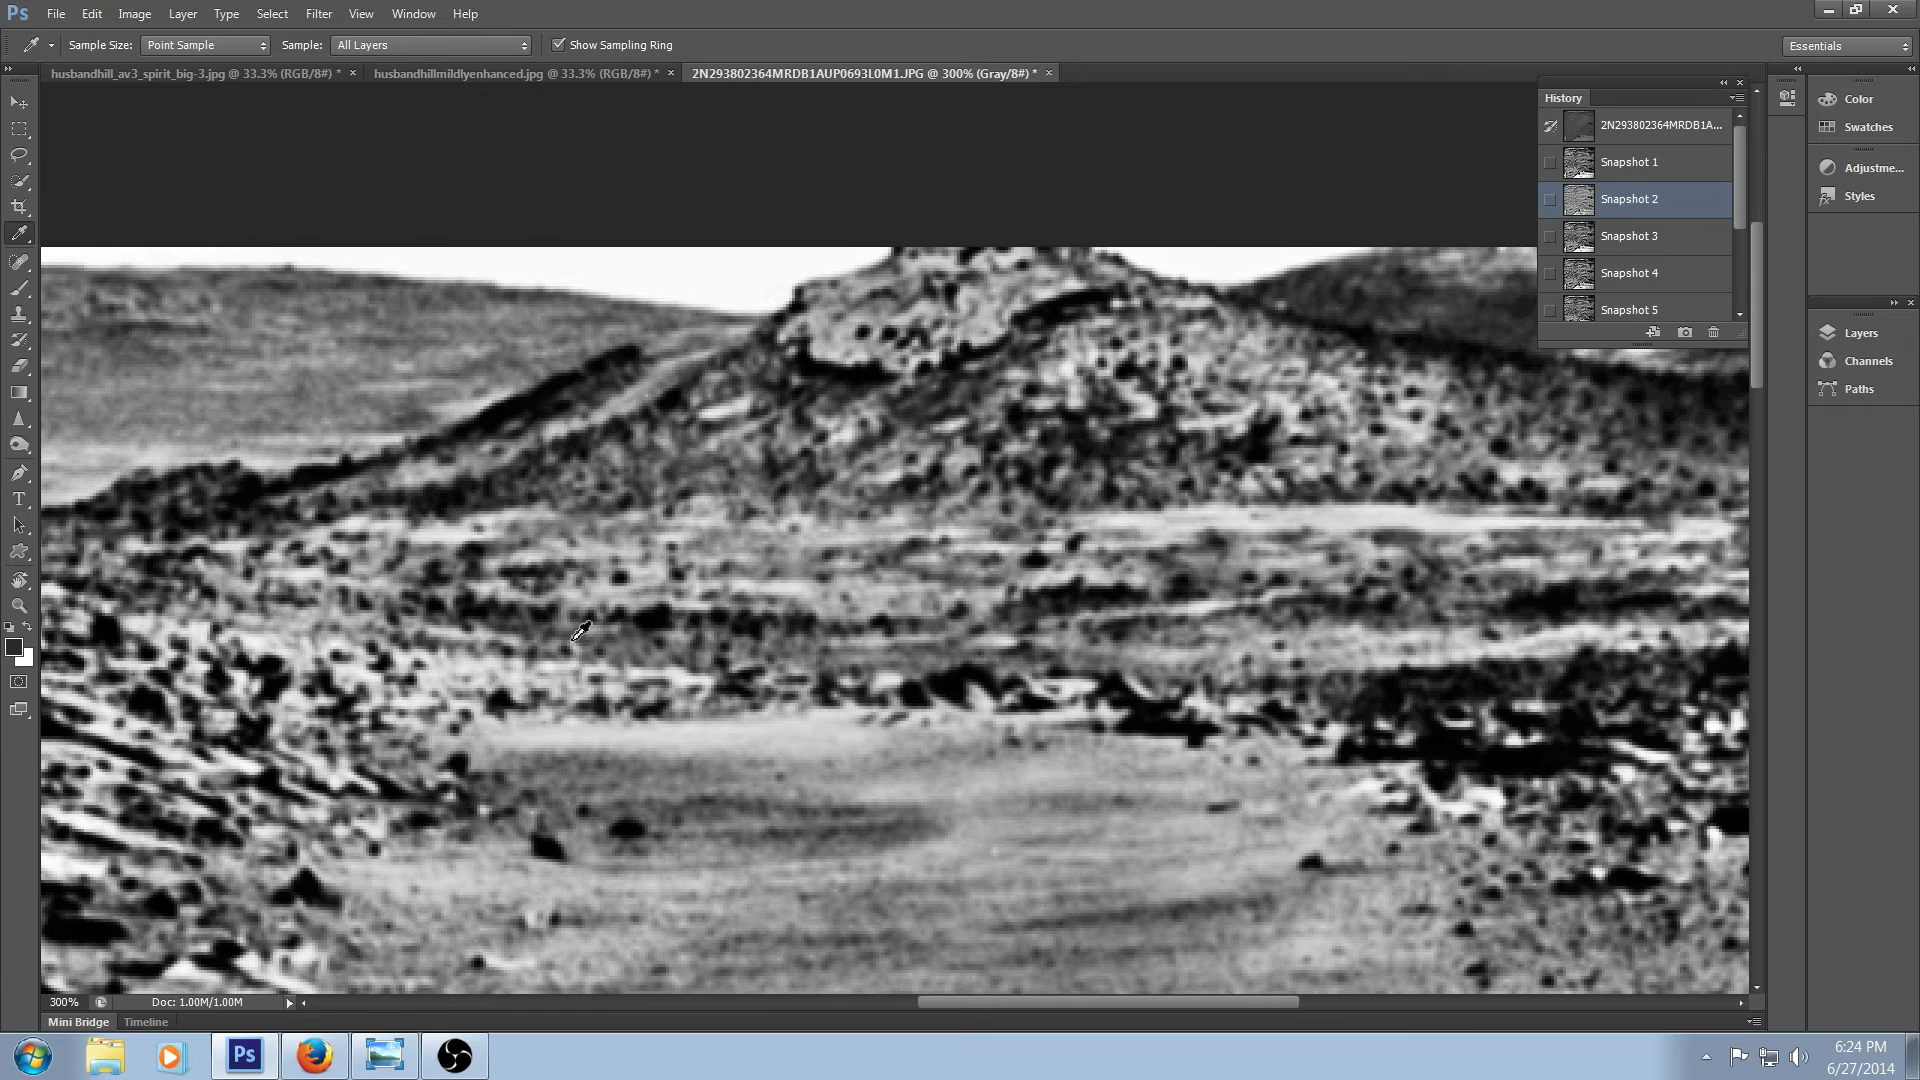 Ps File Edit Image Layer Type Select Filter View Window Help
Sample Size: Point Sample Sample: All Layers Show Sampling Ring Essentials
husbandhill_av3_spirit_big-3.jpg @ 33.3% (RGB/8#) * × husbandhillmildlyenhanced.jpg @ 33.3% (RGB/8#) * × 2N293802364MRDB1AUP0693L0M1.JPG @ 300% (Gray/8#) * ×
History
2N293802364MRDB1A...
Snapshot 1
Snapshot 2
Snapshot 3
Snapshot 4
Snapshot 5
Color
Swatches
Adjustme...
Styles
Layers
Channels
Paths
T
300% Doc: 1.00M/1.00M
Mini Bridge Timeline
Ps
6:24 PM
6/27/2014